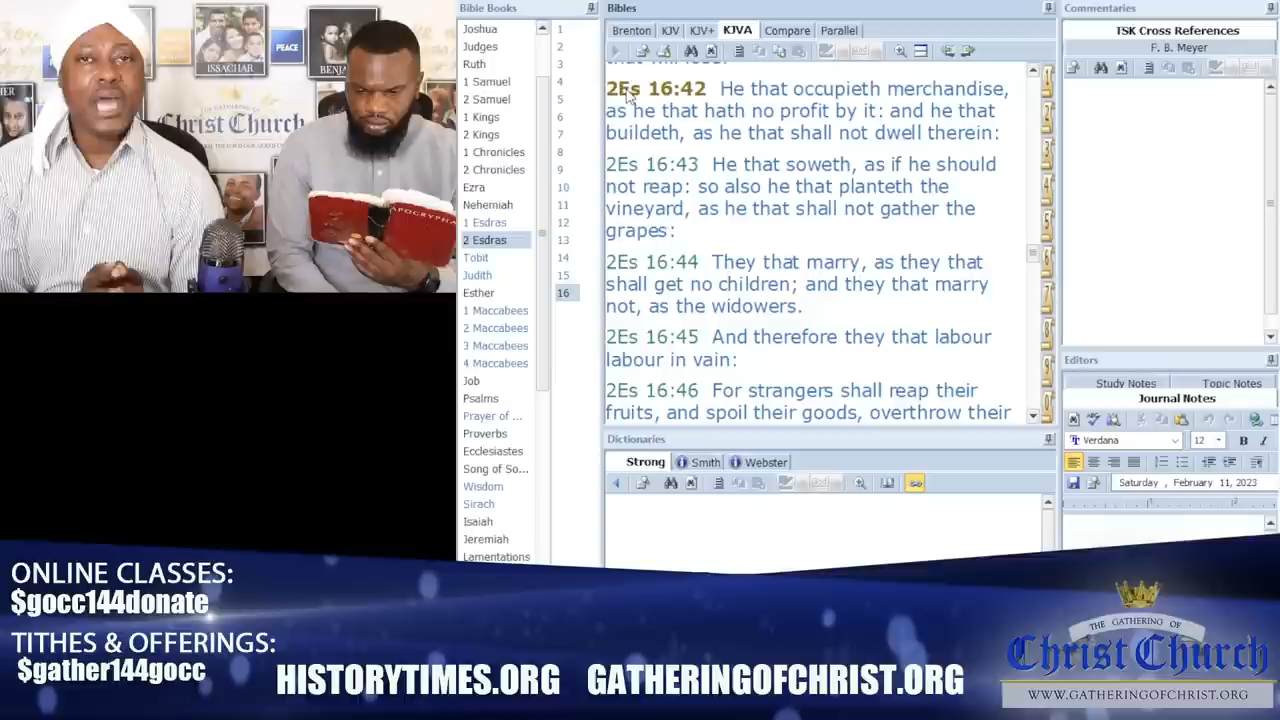 ISSACHAR
PEACE
BENJ
HER
THE GATHERING OF
Christ Church
APOCRYPHA
Bible Books
Joshua
Judges
Ruth
1 Samuel
2 Samuel
1 Kings
2 Kings
1 Chronicles
2 Chronicles
Ezra
Nehemiah
1 Esdras
2 Esdras
Tobit
Judith
Esther
1 Maccabees
2 Maccabees
3 Maccabees
4 Maccabees
Job
Psalms
Prayer of ...
Proverbs
Ecclesiastes
Song of So...
Wisdom
Sirach
Isaiah
Jeremiah
Lamentations
1
2
3
4
5
6
7
8
9
10
11
12
13
14
15
16
Bibles
Brenton KJV KJV+ KJVA Compare Parallel
2Es 16:42 He that occupieth merchandise,
as he that hath no profit by it: and he that
buildeth, as he that shall not dwell therein:
2Es 16:43 He that soweth, as if he should
not reap: so also he that planteth the
vineyard, as he that shall not gather the
grapes:
2Es 16:44 They that marry, as they that
shall get no children; and they that marry
not, as the widowers.
2Es 16:45 And therefore they that labour
labour in vain:
2Es 16:46 For strangers shall reap their
fruits, and spoil their goods, overthrow their
Dictionaries
Strong Smith Webster
Commentaries
TSK Cross References
F. B. Meyer
Editors
Study Notes Topic Notes
Journal Notes
Verdana 12 B I
Saturday , February 11, 2023
1 2
ONLINE CLASSES:
$gocc144donate
TITHES & OFFERINGS:
$gather144gocc
HISTORYTIMES.ORG GATHERINGOFCHRIST.ORG
THE GATHERING OF
Christ Church
WWW.GATHERINGOFCHRIST.ORG